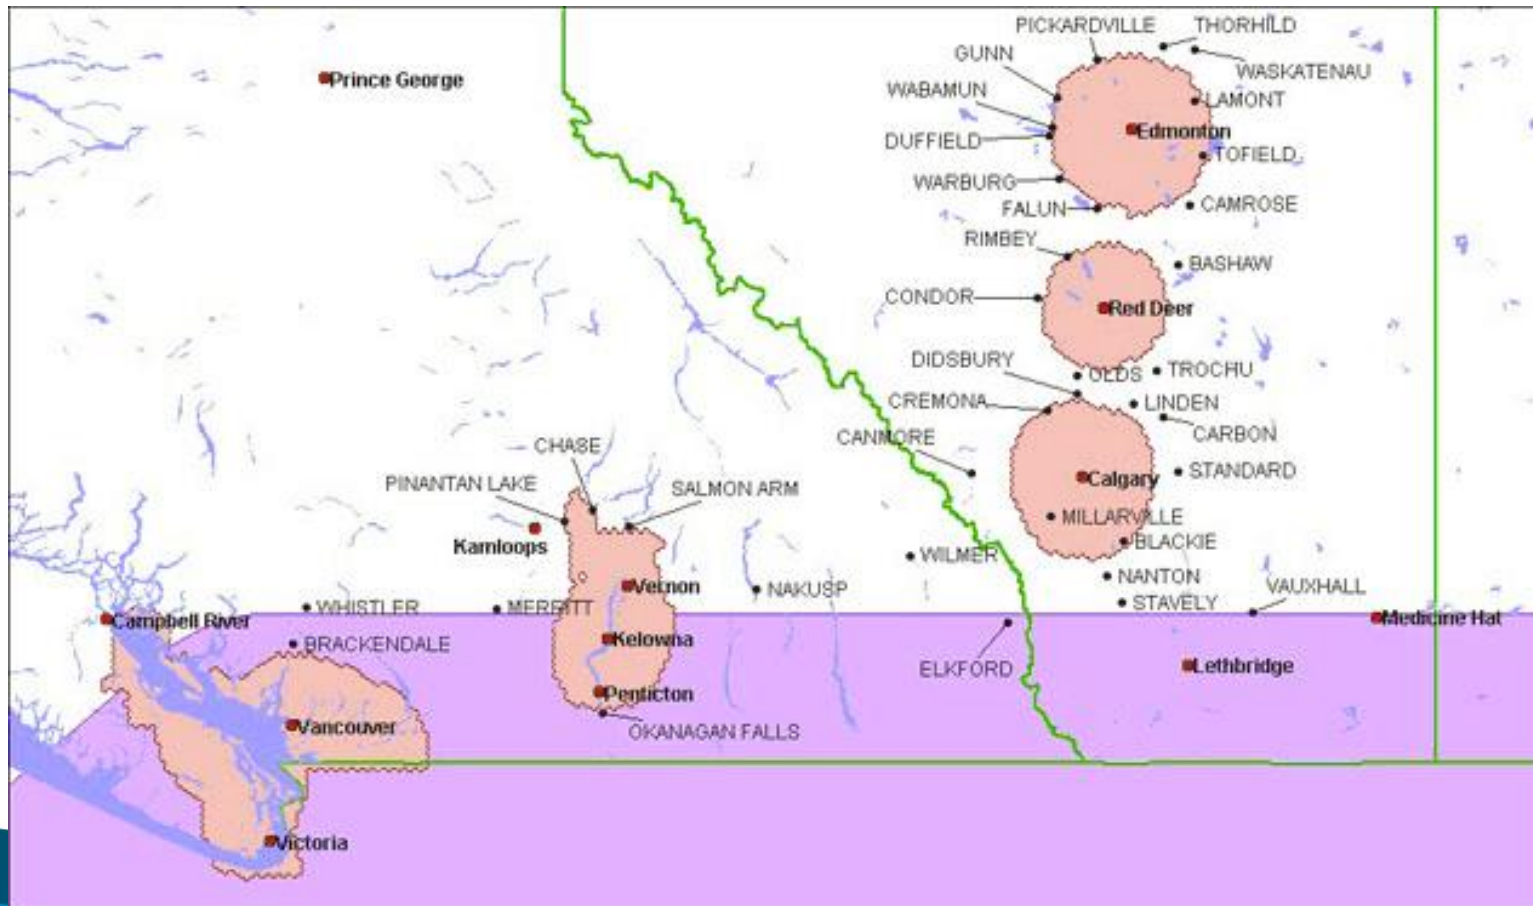 PICKARDVILLE
THORHILD
GUNN
WASKATENAU
Prince George
WABAMUN
LAMONT
Edmonton
DUFFIELD
TOFIELD
WARBURG
FALUN
CAMROSE
RIMBEY
BASHAW
CONDOR
Red Deer
DIDSBURY
OLDS
TROCHU
CREMONA
LINDEN
CANMORE
CARBON
CHASE
PINANTAN LAKE
SALMON ARM
Calgary
STANDARD
MILLARVILLE
Kamloops
BLACKIE
WILMER
Vernon
NAKUSP
NANTON
VAUXHALL
WHISTLER
MERRITT
STAVELY
Campbell River
Medicine Hat
BRACKENDALE
Kelowna
ELKFORD
Lethbridge
Penticton
Vancouver
OKANAGAN FALLS
Victoria